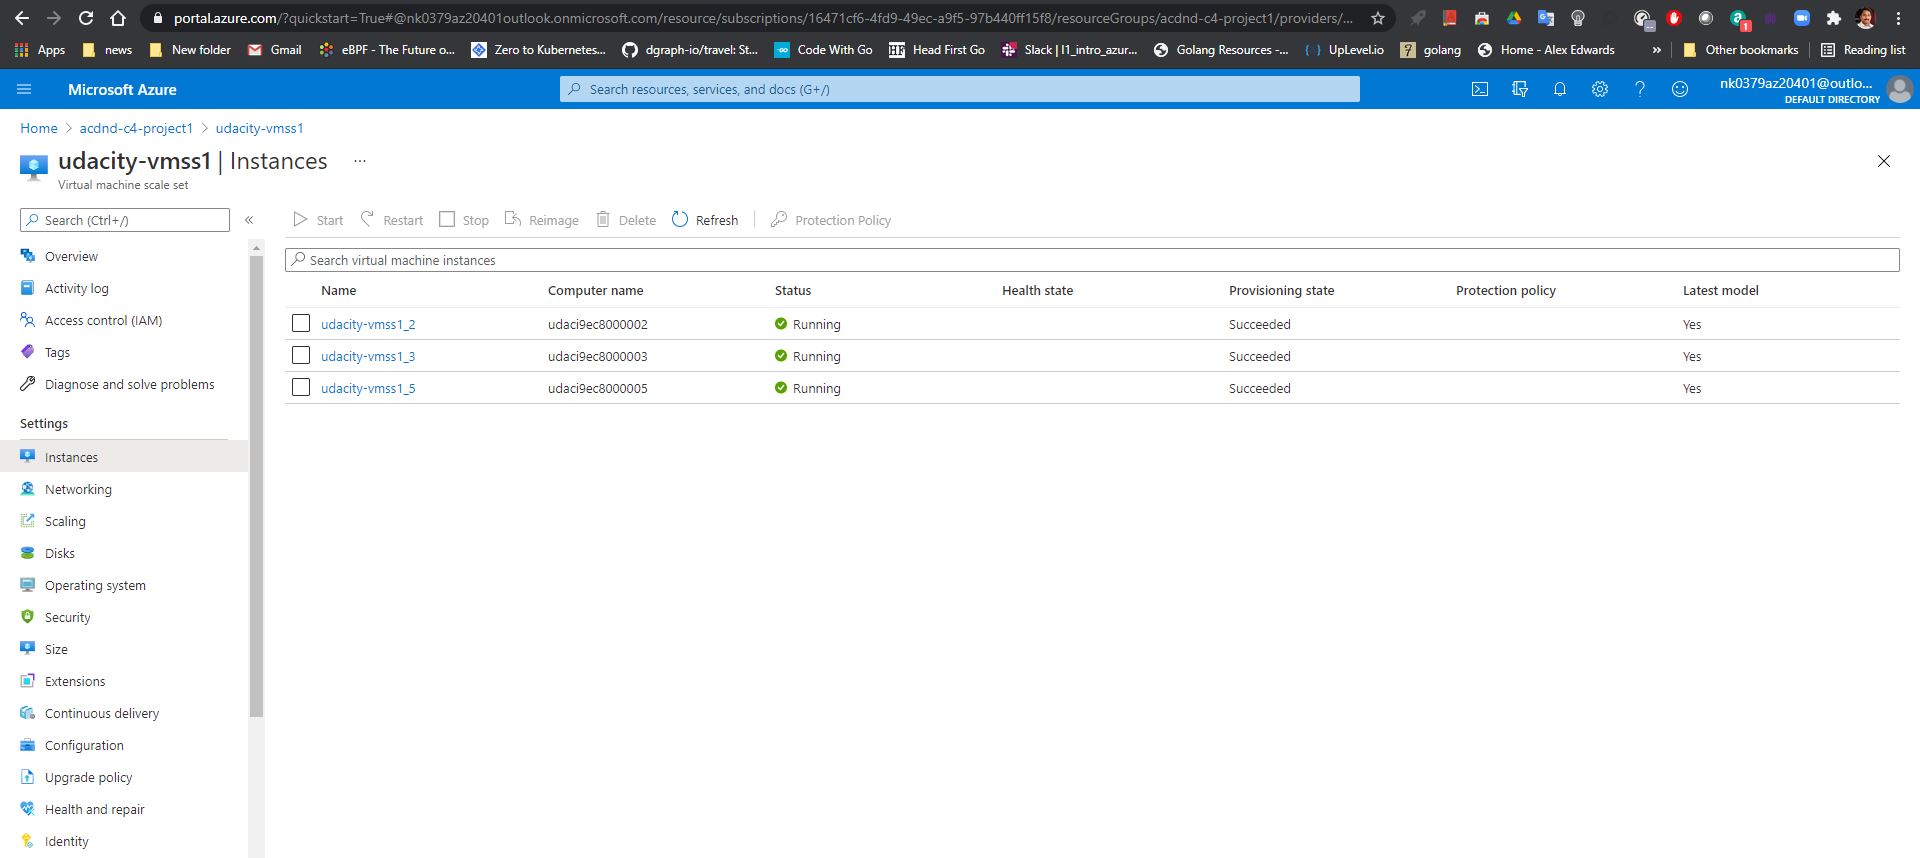 portal.azure.com/?quickstart=True#@nk0379az20401outlook.onmicrosoft.com/resource/subscriptions/16471cf6-4fd9-49ec-a9f5-97b440ff15f8/resourceGroups/acdnd-c4-project1/providers/...
Apps news New folder Gmail eBPF - The Future o... Zero to Kubernetes... dgraph-io/travel: St... Code With Go Head First Go Slack | l1_intro_azur... Golang Resources -... UpLevel.io golang Home - Alex Edwards » Other bookmarks Reading list
Microsoft Azure
Search resources, services, and docs (G+/)
nk0379az20401@outlo...
DEFAULT DIRECTORY
Home > acdnd-c4-project1 > udacity-vmss1
udacity-vmss1 | Instances ...
Virtual machine scale set
Search (Ctrl+/) «
Start Restart Stop Reimage Delete Refresh Protection Policy
Search virtual machine instances
Name Computer name Status Health state Provisioning state Protection policy Latest model
udacity-vmss1_2 udaci9ec8000002 Running Succeeded Yes
udacity-vmss1_3 udaci9ec8000003 Running Succeeded Yes
udacity-vmss1_5 udaci9ec8000005 Running Succeeded Yes
Overview
Activity log
Access control (IAM)
Tags
Diagnose and solve problems
Settings
Instances
Networking
Scaling
Disks
Operating system
Security
Size
Extensions
Continuous delivery
Configuration
Upgrade policy
Health and repair
Identity